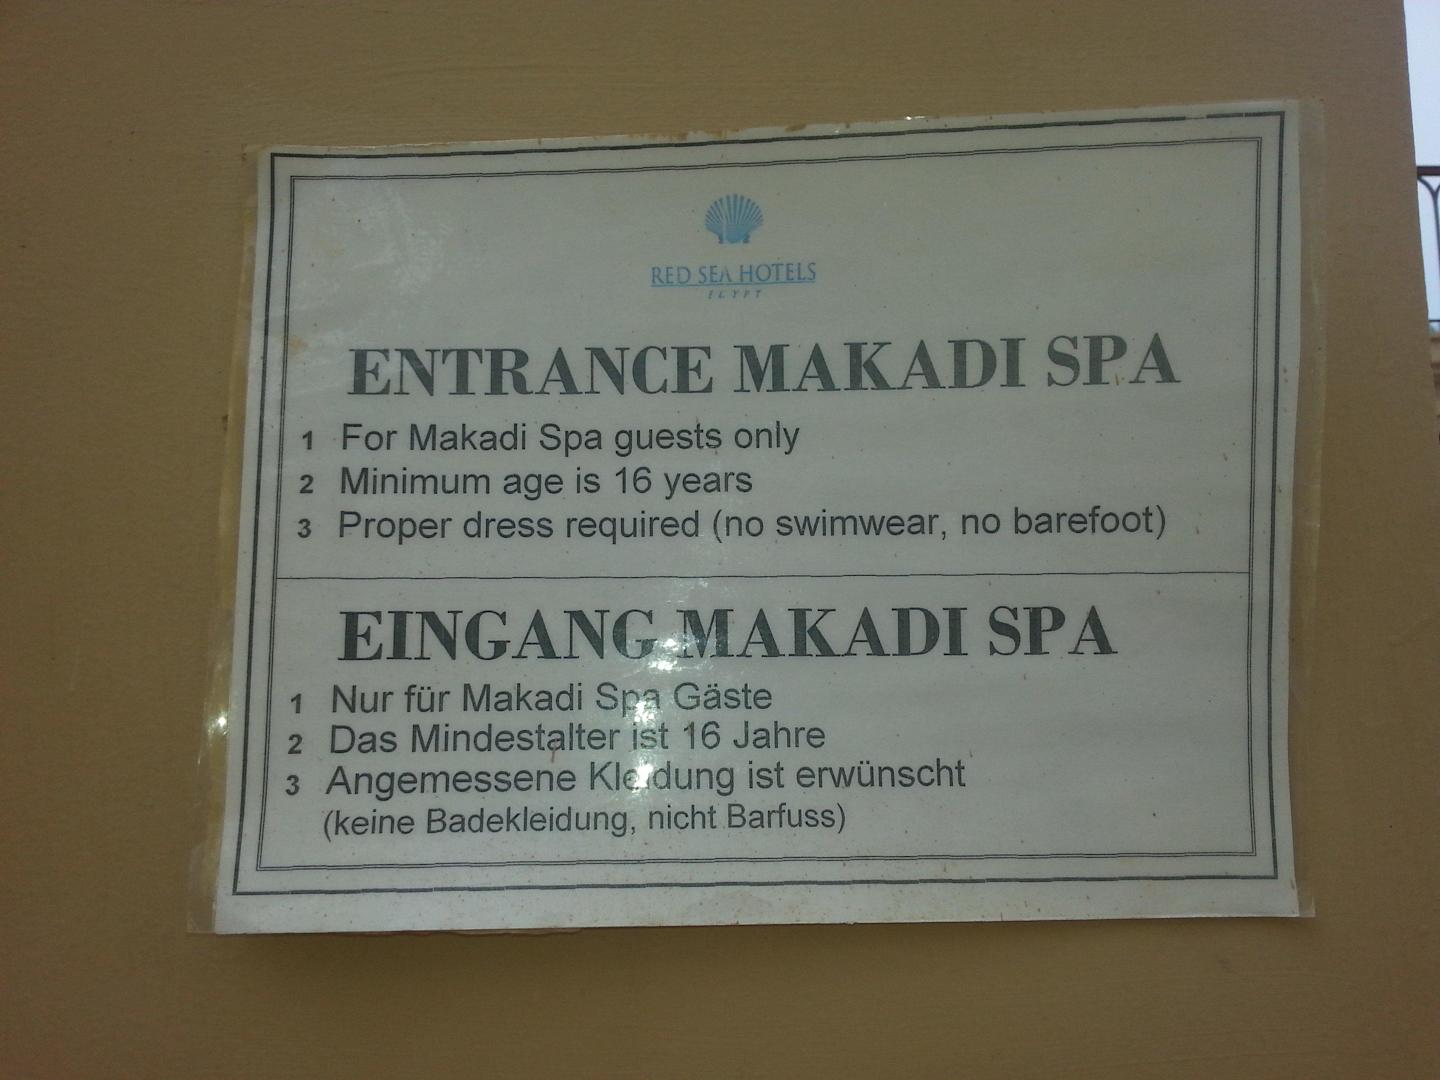 RED SEA HOTELS
EGYPT
ENTRANCE MAKADI SPA
1 For Makadi Spa guests only
2 Minimum age is 16 years
3 Proper dress required (no swimwear, no barefoot)
EINGANG MAKADI SPA
1 Nur für Makadi Spa Gäste
2 Das Mindestalter ist 16 Jahre
3 Angemessene Kleidung ist erwünscht
(keine Badekleidung, nicht Barfuss)